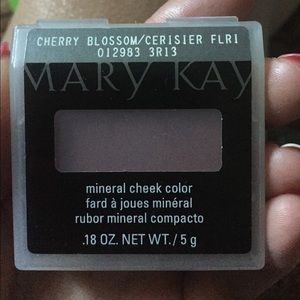 CHERRY BLOSSOM/CERISIER FLRI
012983 3R13
MARY KAY
mineral cheek color
fard à joues minéral
rubor mineral compacto
.18 OZ. NET WT. / 5 g